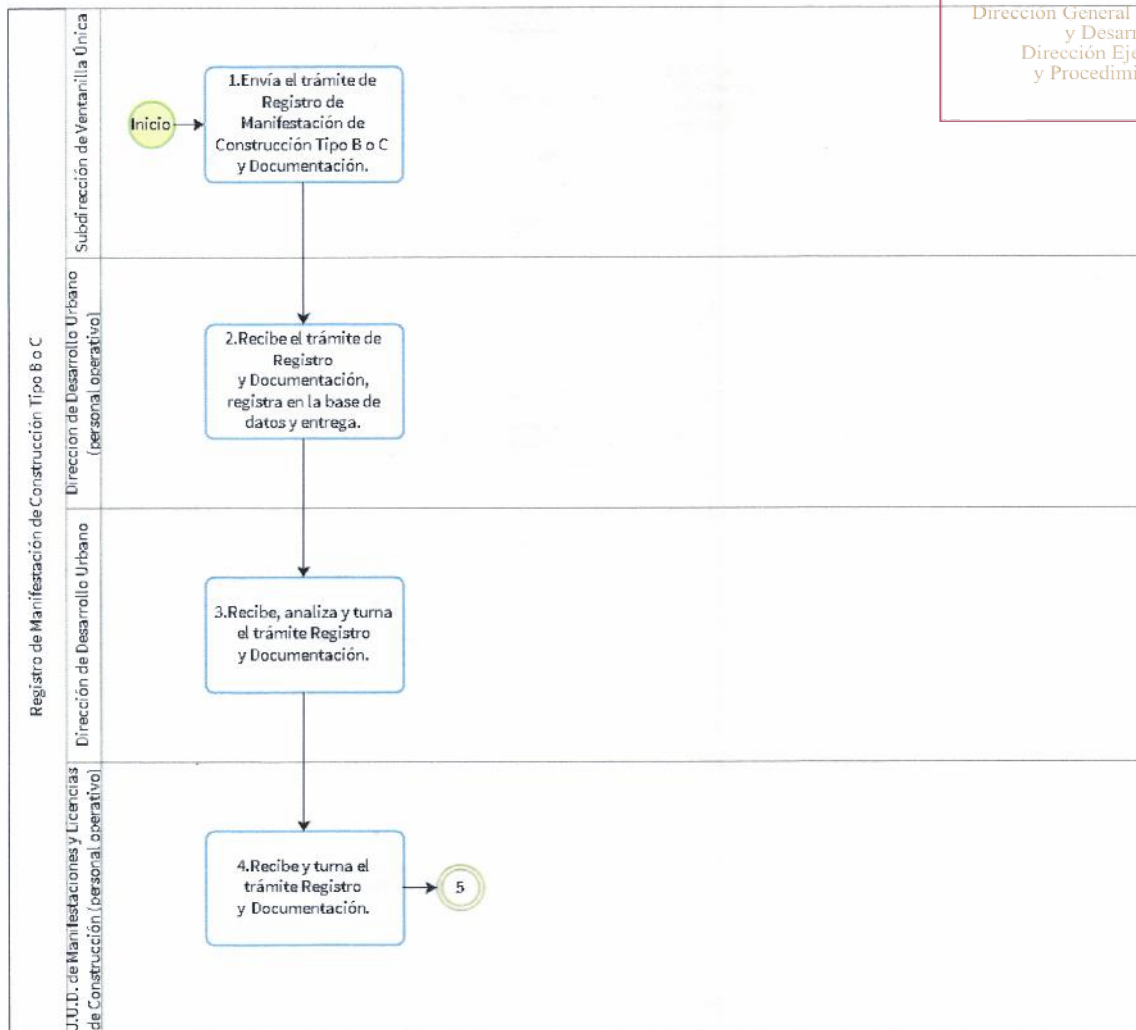 Dirección General
y Desarr
Dirección Eje
y Procedimi
Registro de Manifestación de Construcción Tipo B o C
Subdirección de Ventanilla Única
Inicio
1.Envía el trámite de
Registro de
Manifestación de
Construcción Tipo B o C
y Documentación.
Direccion de Desarrollo Urbano
(personal operativo)
2.Recibe el trámite de
Registro
y Documentación,
registra en la base de
datos y entrega.
Dirección de Desarrollo Urbano
3.Recibe, analiza y turna
el trámite Registro
y Documentación.
J.U.D. de Manifestaciones y Licencias
de Construcción (personal operativo)
4.Recibe y turna el
trámite Registro
y Documentación.
5